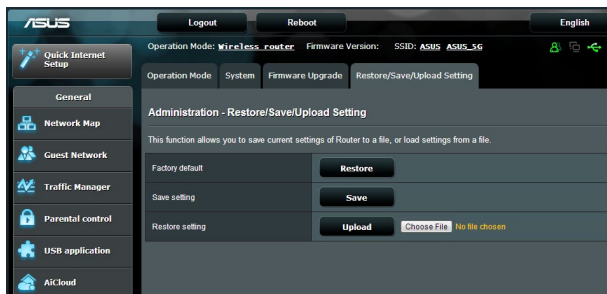 ASUS
Logout
Reboot
English
Quick Internet
Setup
Operation Mode: Wireless router Firmware Version: SSID: ASUS ASUS_5G
Operation Mode
System
Firmware Upgrade
Restore/Save/Upload Setting
General
Network Map
Guest Network
Traffic Manager
Parental control
USB application
AiCloud
Administration - Restore/Save/Upload Setting
This function allows you to save current settings of Router to a file, or load settings from a file.
Factory default
Restore
Save setting
Save
Restore setting
Upload
Choose File No file chosen